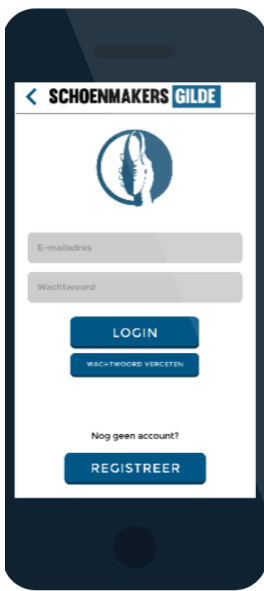 SCHOENMAKERS GILDE
E-mailadres
Wachtwoord
LOGIN
WACHTWOORD VERGETEN
Nog geen account?
REGISTREER